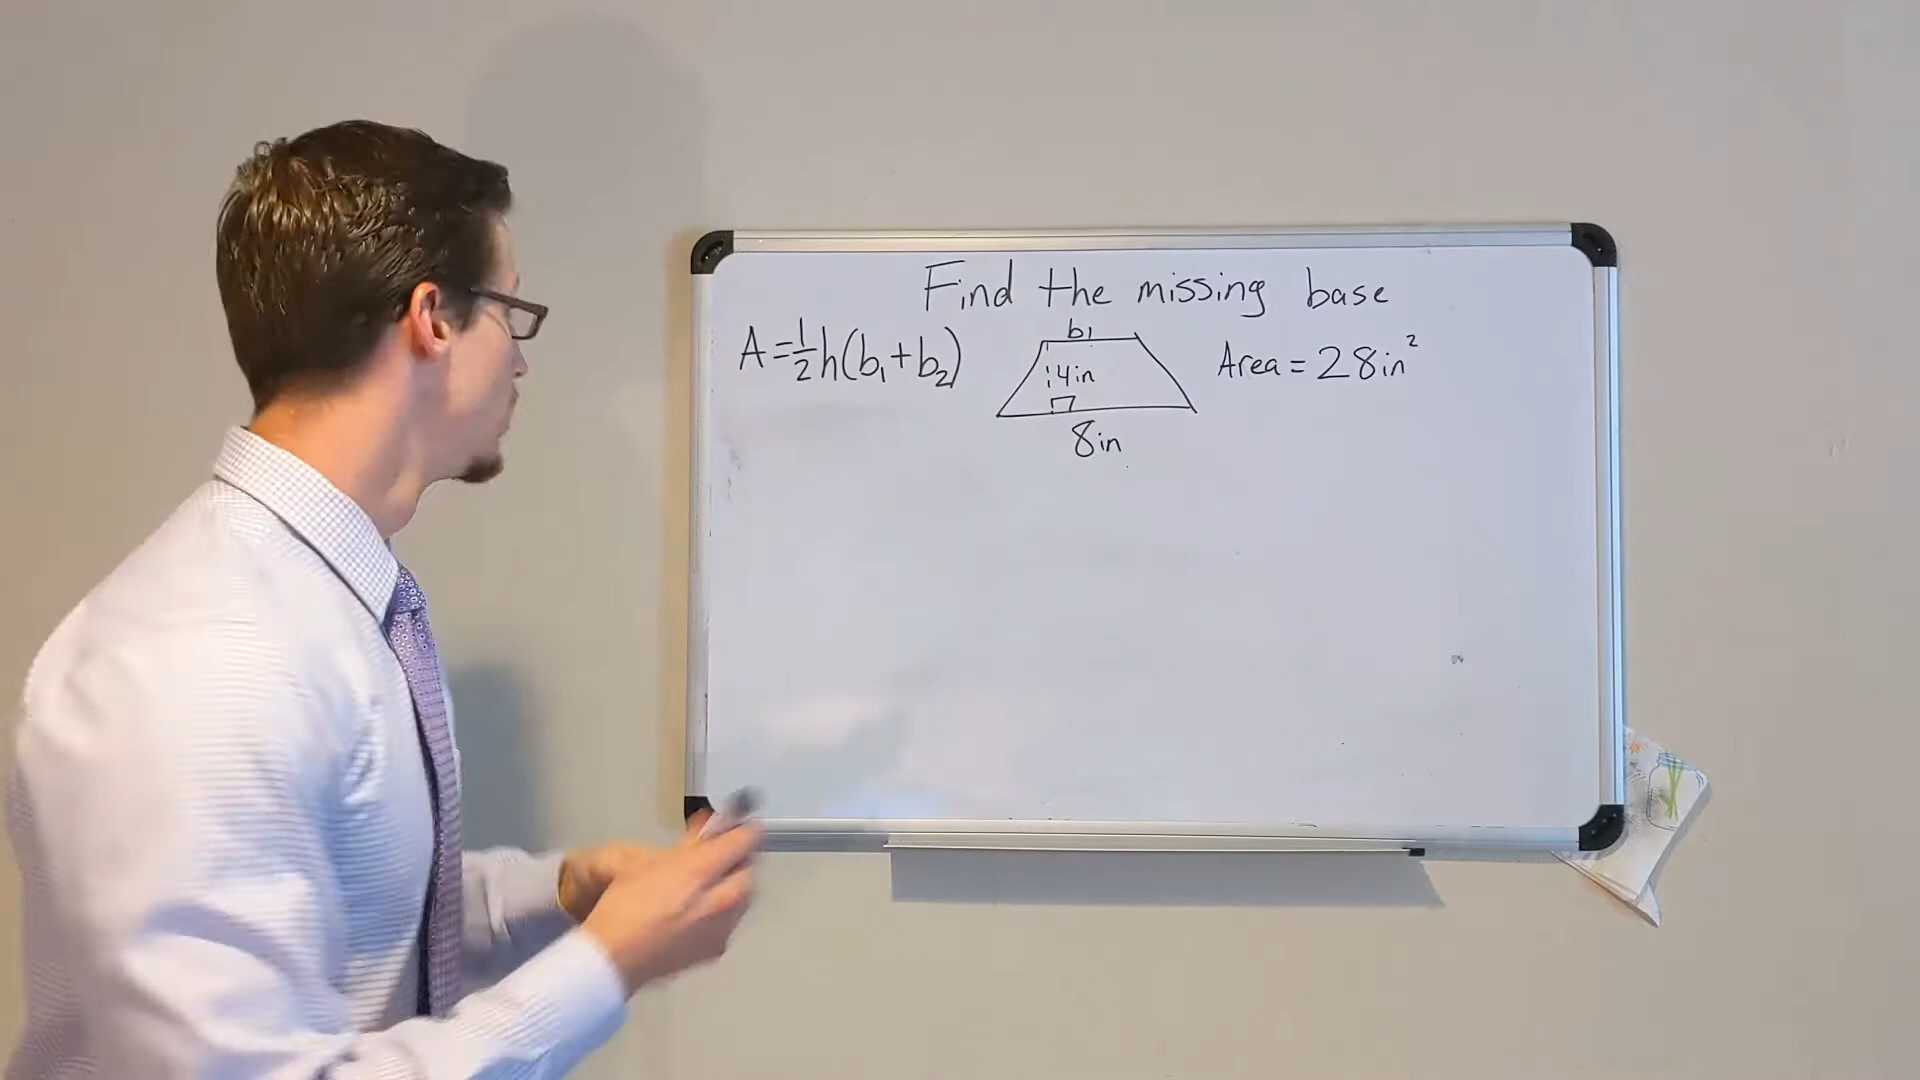 Find the missing base
A = 1/2 h(b₁ + b₂)
b₁
4in
8in
Area = 28in²